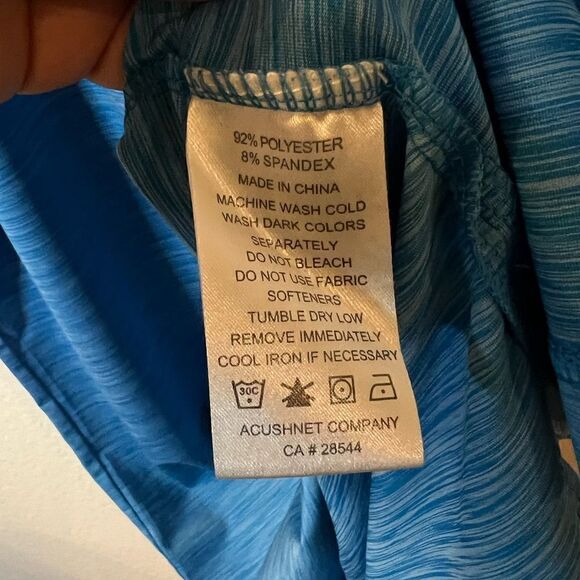 92% POLYESTER
8% SPANDEX
MADE IN CHINA
MACHINE WASH COLD
WASH DARK COLORS
SEPARATELY
DO NOT BLEACH
DO NOT USE FABRIC
SOFTENERS
TUMBLE DRY LOW
REMOVE IMMEDIATELY
COOL IRON IF NECESSARY
30C
ACUSHNET COMPANY
CA # 28544